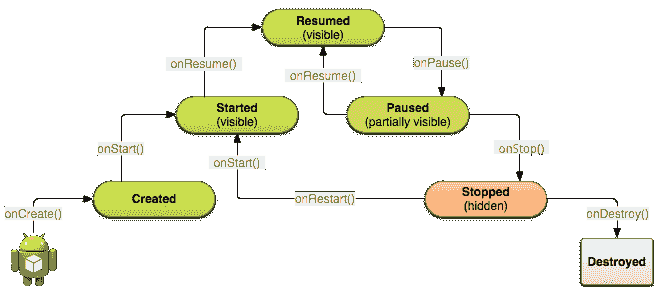 Resumed
(visible)
onResume()
onResume()
onPause()
Started
(visible)
Paused
(partially visible)
onStart()
onStart()
onStop()
onCreate()
Created
onRestart()
Stopped
(hidden)
onDestroy()
Destroyed